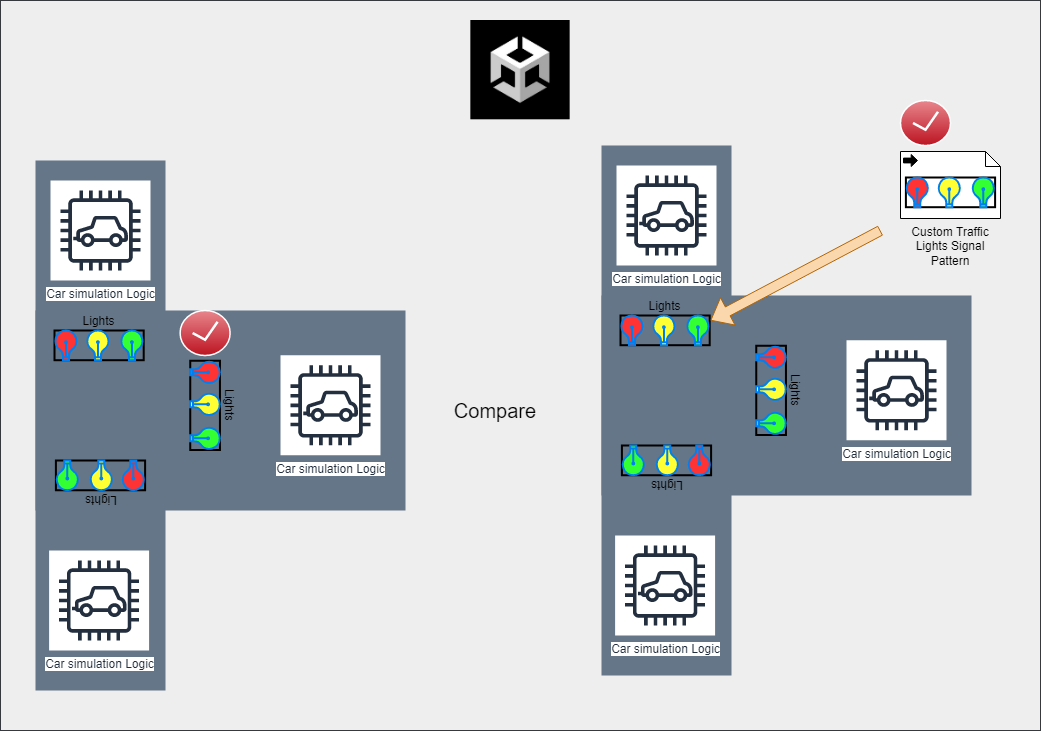 Custom Traffic
Lights Signal
Pattern
Car simulation Logic
Car simulation Logic
Lights
Lights
Lights
Lights
Car simulation Logic
Compare
Car simulation Logic
Lights
Lights
Car simulation Logic
Car simulation Logic